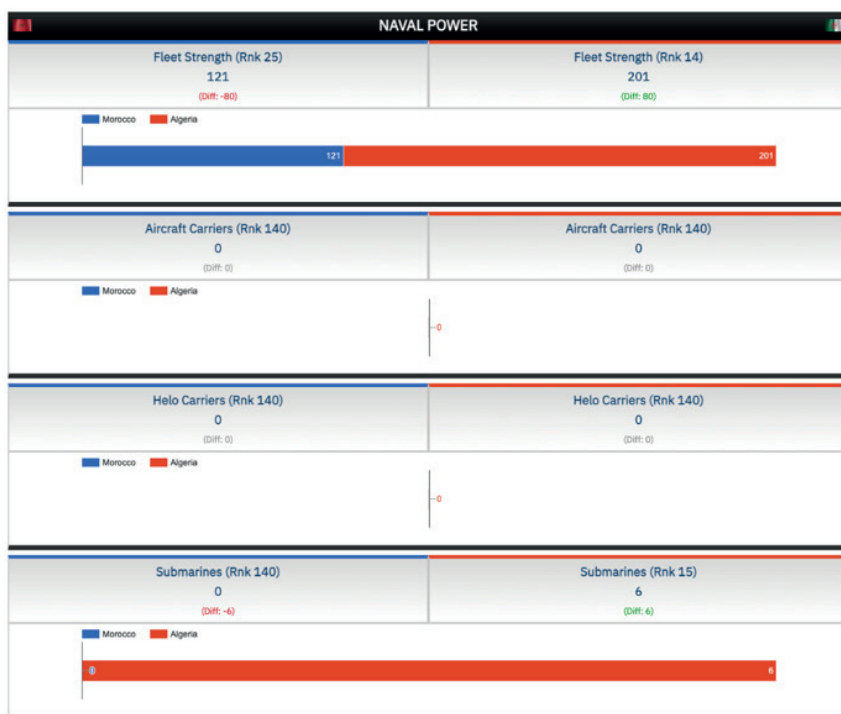 NAVAL POWER
Fleet Strength (Rnk 25)
121
(Diff: -80)
Fleet Strength (Rnk 14)
201
(Diff: 80)
Morocco Algeria
121 201
Aircraft Carriers (Rnk 140)
0
(Diff: 0)
Aircraft Carriers (Rnk 140)
0
(Diff: 0)
Morocco Algeria
0
Helo Carriers (Rnk 140)
0
(Diff: 0)
Helo Carriers (Rnk 140)
0
(Diff: 0)
Morocco Algeria
0
Submarines (Rnk 140)
0
(Diff: -6)
Submarines (Rnk 15)
6
(Diff: 6)
Morocco Algeria
0 6